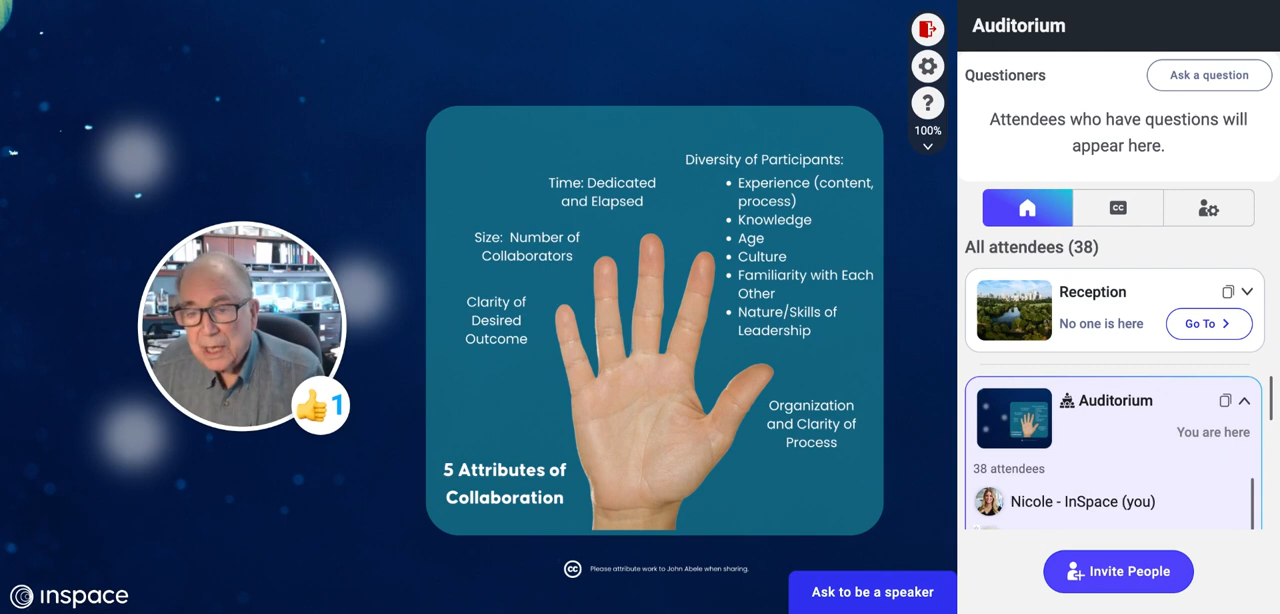 Diversity of Participants:
• Experience (content,
process)
• Knowledge
• Age
• Culture
• Familiarity with Each
Other
• Nature/Skills of
Leadership
Time: Dedicated
and Elapsed
Size: Number of
Collaborators
Clarity of
Desired
Outcome
Organization
and Clarity of
Process
5 Attributes of
Collaboration
👍 1
cc
Please attribute work to John Abele when sharing.
inspace
Ask to be a speaker
?
100%
Auditorium
Questioners
Ask a question
Attendees who have questions will
appear here.
CC
All attendees (38)
Reception
No one is here
Go To >
Auditorium
You are here
38 attendees
Nicole - InSpace (you)
Invite People